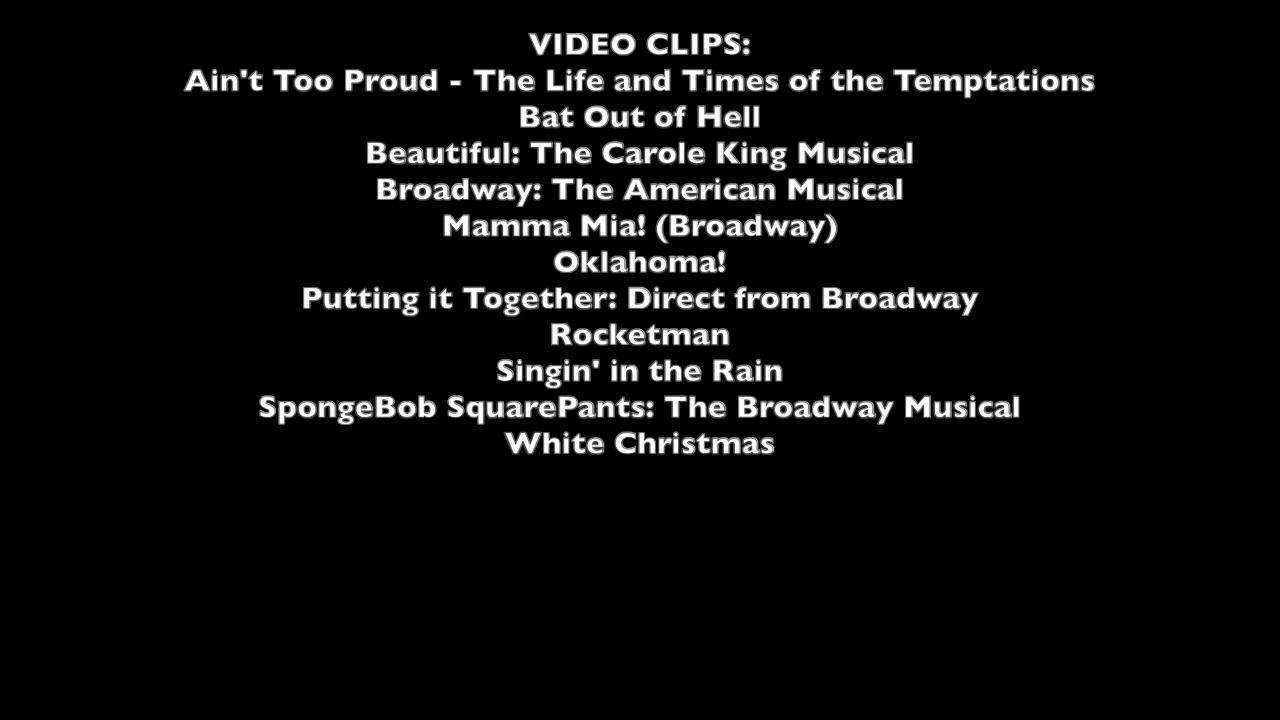 VIDEO CLIPS:
Ain't Too Proud - The Life and Times of the Temptations
Bat Out of Hell
Beautiful: The Carole King Musical
Broadway: The American Musical
Mamma Mia! (Broadway)
Oklahoma!
Putting it Together: Direct from Broadway
Rocketman
Singin' in the Rain
SpongeBob SquarePants: The Broadway Musical
White Christmas